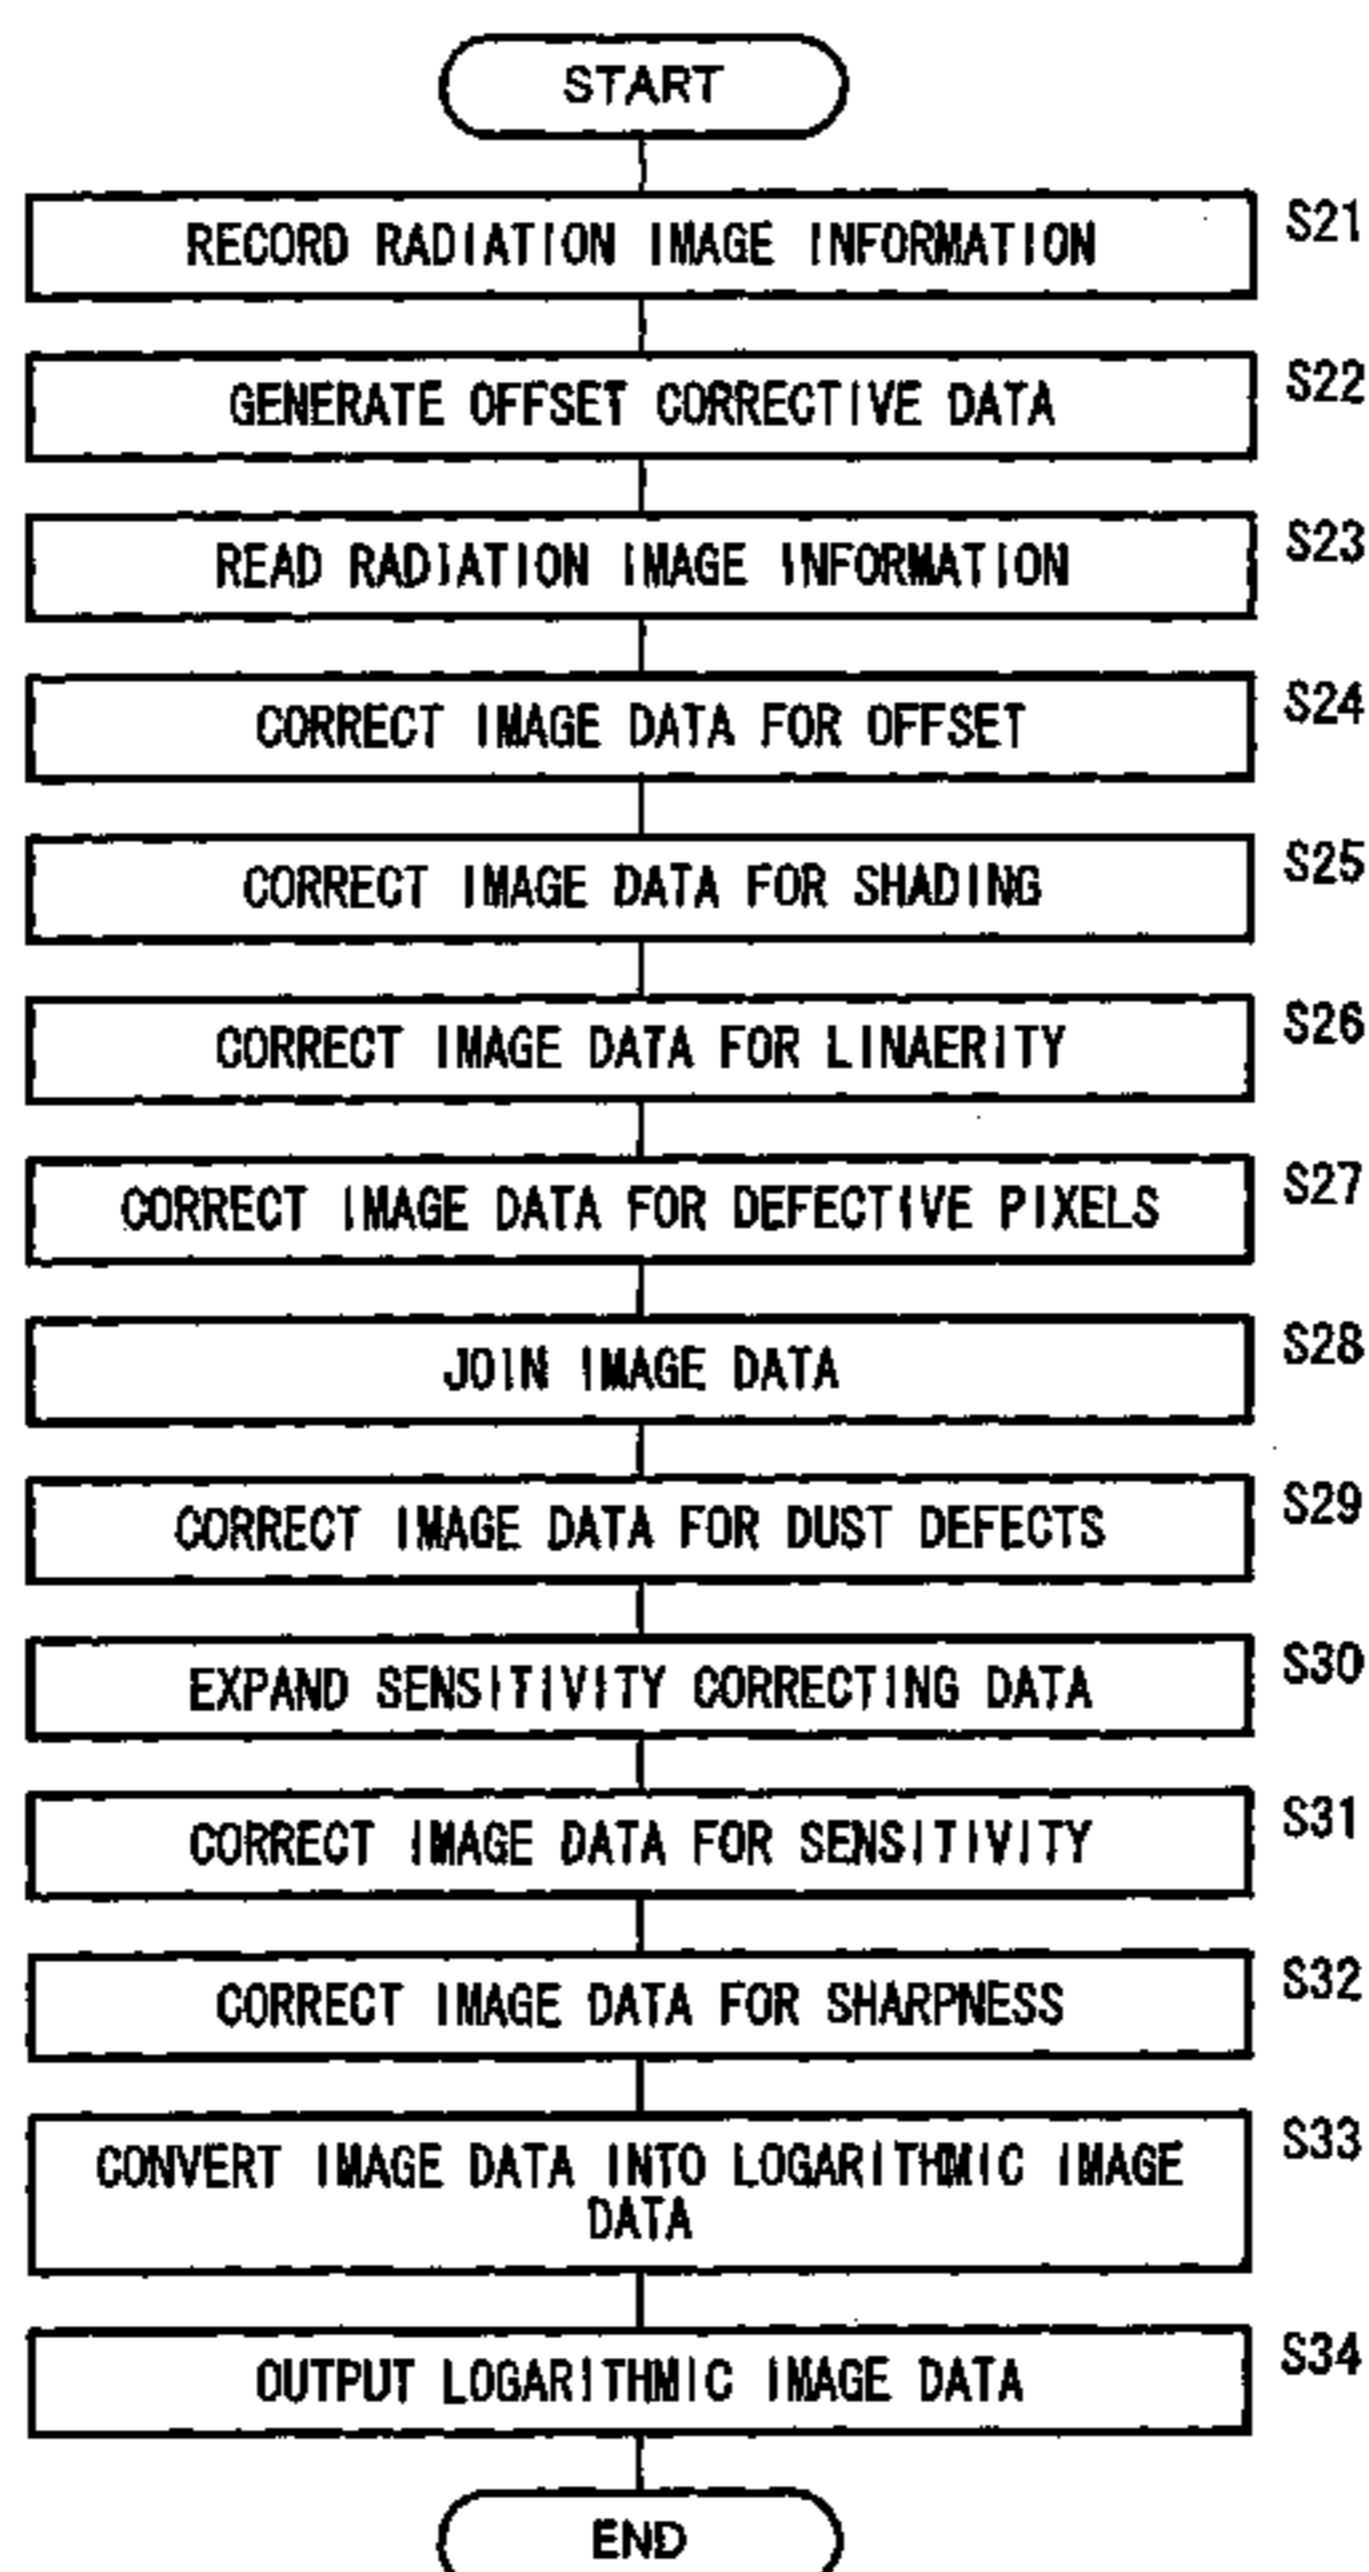 START
RECORD RADIATION IMAGE INFORMATION S21
GENERATE OFFSET CORRECTIVE DATA S22
READ RADIATION IMAGE INFORMATION S23
CORRECT IMAGE DATA FOR OFFSET S24
CORRECT IMAGE DATA FOR SHADING S25
CORRECT IMAGE DATA FOR LINAERITY S26
CORRECT IMAGE DATA FOR DEFECTIVE PIXELS S27
JOIN IMAGE DATA S28
CORRECT IMAGE DATA FOR DUST DEFECTS S29
EXPAND SENSITIVITY CORRECTING DATA S30
CORRECT IMAGE DATA FOR SENSITIVITY S31
CORRECT IMAGE DATA FOR SHARPNESS S32
CONVERT IMAGE DATA INTO LOGARITHMIC IMAGE S33
DATA
OUTPUT LOGARITHMIC IMAGE DATA S34
END